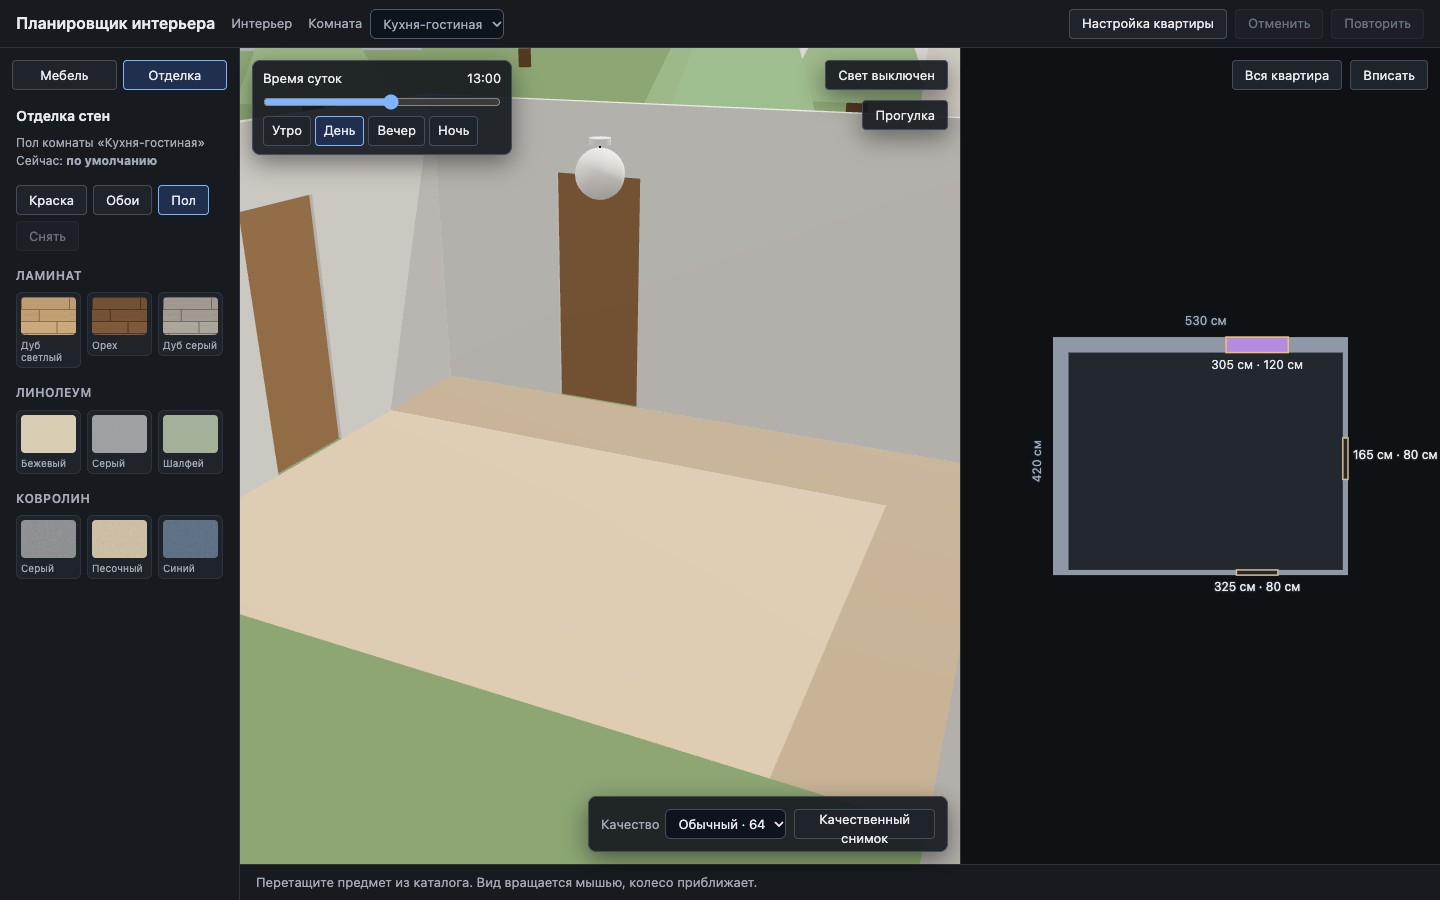 Планировщик интерьера
Интерьер
Комната
Кухня-гостиная
Настройка квартиры
Отменить
Повторить
Мебель
Отделка
Отделка стен
Пол комнаты «Кухня-гостиная»
Сейчас: по умолчанию
Краска
Обои
Пол
Снять
ЛАМИНАТ
Дуб
светлый
Орех
Дуб серый
ЛИНОЛЕУМ
Бежевый
Серый
Шалфей
КОВРОЛИН
Серый
Песочный
Синий
Время суток
13:00
Утро
День
Вечер
Ночь
Свет выключен
Прогулка
Качество
Обычный · 64
Качественный
снимок
Вся квартира
Вписать
530 см
305 см · 120 см
420 см
165 см · 80 см
325 см · 80 см
Перетащите предмет из каталога. Вид вращается мышью, колесо приближает.